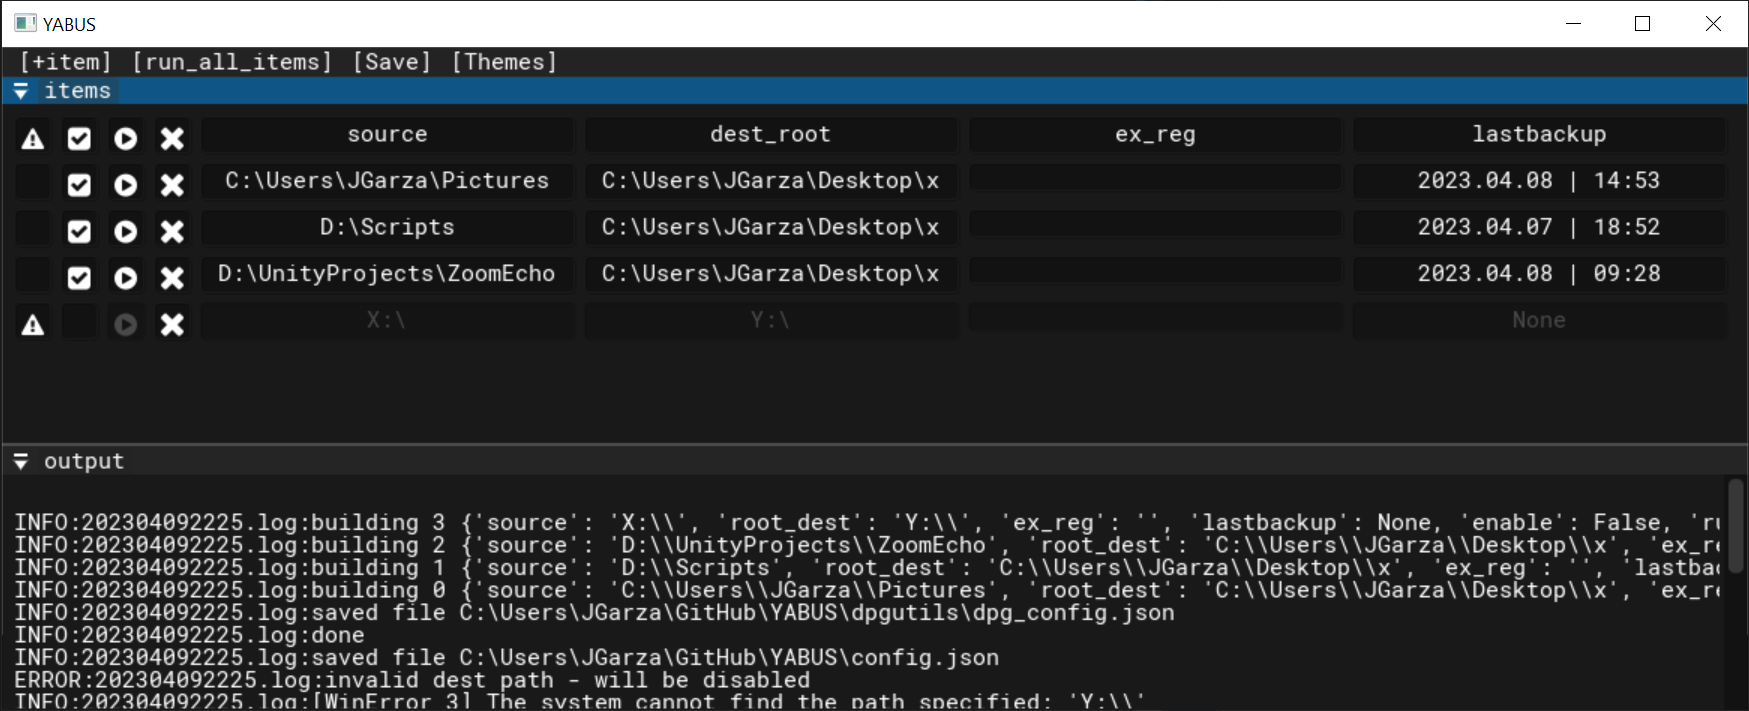 YABUS
[+item] [run_all_items] [Save] [Themes]
items
source dest_root ex_reg lastbackup
C:\Users\JGarza\Pictures C:\Users\JGarza\Desktop\x 2023.04.08 | 14:53
D:\Scripts C:\Users\JGarza\Desktop\x 2023.04.07 | 18:52
D:\UnityProjects\ZoomEcho C:\Users\JGarza\Desktop\x 2023.04.08 | 09:28
X:\ Y:\ None
output
INFO:202304092225.log:building 3 {'source': 'X:\\', 'root_dest': 'Y:\\', 'ex_reg': '', 'lastbackup': None, 'enable': False, 'ru
INFO:202304092225.log:building 2 {'source': 'D:\\UnityProjects\\ZoomEcho', 'root_dest': 'C:\\Users\\JGarza\\Desktop\\x', 'ex_re
INFO:202304092225.log:building 1 {'source': 'D:\\Scripts', 'root_dest': 'C:\\Users\\JGarza\\Desktop\\x', 'ex_reg': '', 'lastbac
INFO:202304092225.log:building 0 {'source': 'C:\\Users\\JGarza\\Pictures', 'root_dest': 'C:\\Users\\JGarza\\Desktop\\x', 'ex_re
INFO:202304092225.log:saved file C:\Users\JGarza\GitHub\YABUS\dpgutils\dpg_config.json
INFO:202304092225.log:done
INFO:202304092225.log:saved file C:\Users\JGarza\GitHub\YABUS\config.json
ERROR:202304092225.log:invalid dest path - will be disabled
INFO:202304092225.log:[WinError 3] The system cannot find the path specified: 'Y:\\'